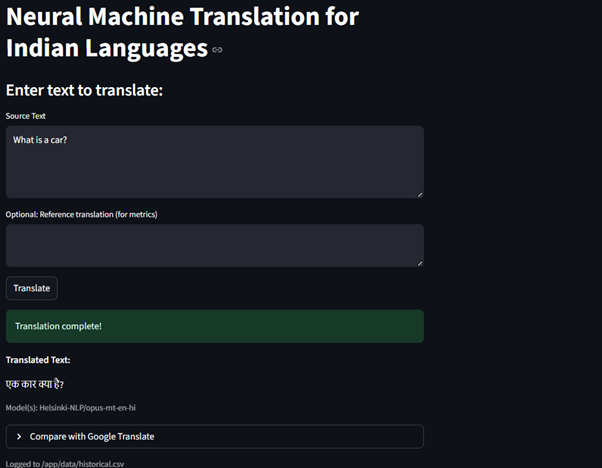 Neural Machine Translation for
Indian Languages
Enter text to translate:
Source Text
What is a car?
Optional: Reference translation (for metrics)
Translate
Translation complete!
Translated Text:
एक कार क्या है?
Model(s): Helsinki-NLP/opus-mt-en-hi
Compare with Google Translate
Logged to /app/data/historical.csv